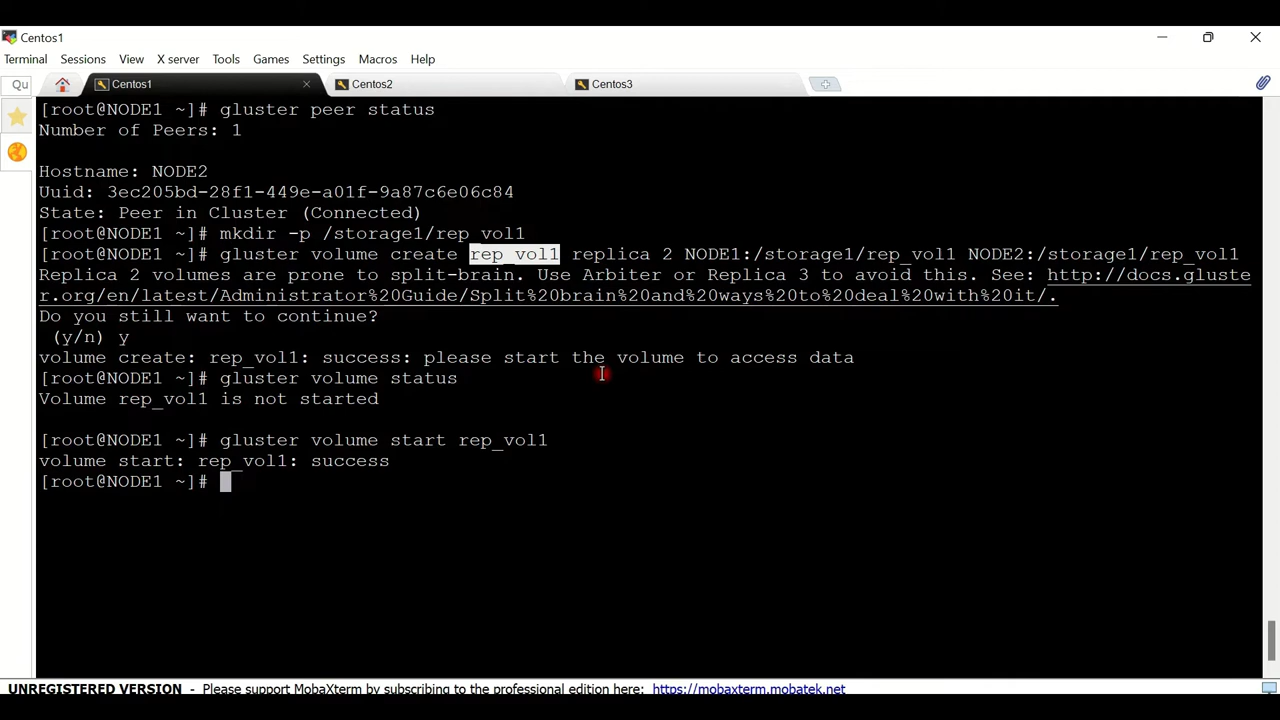 Centos1
Terminal Sessions View X server Tools Games Settings Macros Help
Qu Centos1 Centos2 Centos3
[root@NODE1 ~]# gluster peer status
Number of Peers: 1
Hostname: NODE2
Uuid: 3ec205bd-28f1-449e-a01f-9a87c6e06c84
State: Peer in Cluster (Connected)
[root@NODE1 ~]# mkdir -p /storage1/rep_vol1
[root@NODE1 ~]# gluster volume create rep_vol1 replica 2 NODE1:/storage1/rep_vol1 NODE2:/storage1/rep_vol1
Replica 2 volumes are prone to split-brain. Use Arbiter or Replica 3 to avoid this. See: http://docs.gluste
r.org/en/latest/Administrator%20Guide/Split%20brain%20and%20ways%20to%20deal%20with%20it/.
Do you still want to continue?
(y/n) y
volume create: rep_vol1: success: please start the volume to access data
[root@NODE1 ~]# gluster volume status
Volume rep_vol1 is not started
[root@NODE1 ~]# gluster volume start rep_vol1
volume start: rep_vol1: success
[root@NODE1 ~]#
UNREGISTERED VERSION - Please support MobaXterm by subscribing to the professional edition here: https://mobaxterm.mobatek.net